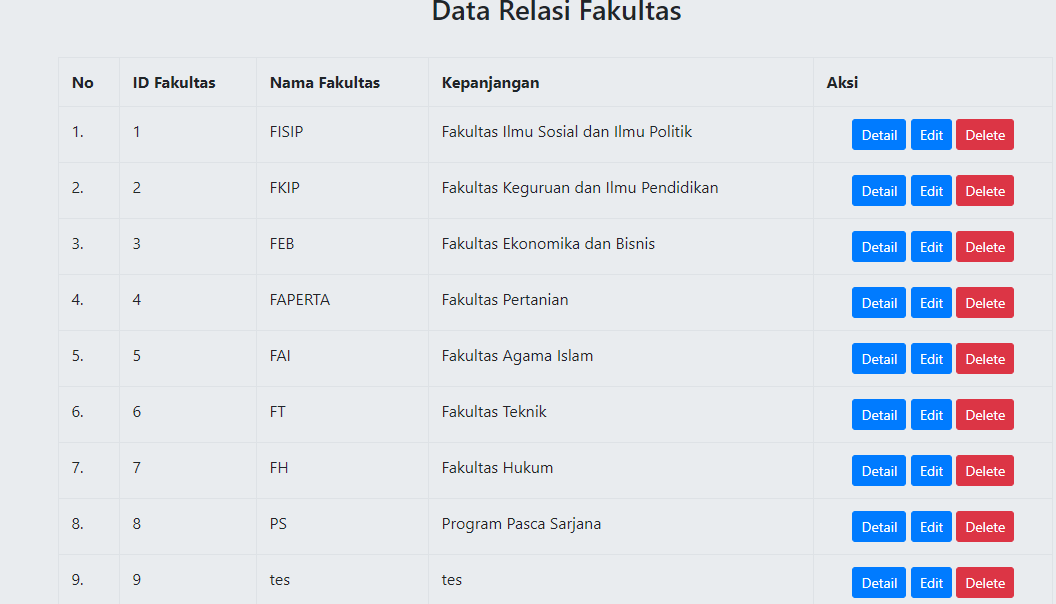 Data Relasi Fakultas
No ID Fakultas Nama Fakultas Kepanjangan Aksi
1. 1 FISIP Fakultas Ilmu Sosial dan Ilmu Politik Detail Edit Delete
2. 2 FKIP Fakultas Keguruan dan Ilmu Pendidikan Detail Edit Delete
3. 3 FEB Fakultas Ekonomika dan Bisnis Detail Edit Delete
4. 4 FAPERTA Fakultas Pertanian Detail Edit Delete
5. 5 FAI Fakultas Agama Islam Detail Edit Delete
6. 6 FT Fakultas Teknik Detail Edit Delete
7. 7 FH Fakultas Hukum Detail Edit Delete
8. 8 PS Program Pasca Sarjana Detail Edit Delete
9. 9 tes tes Detail Edit Delete